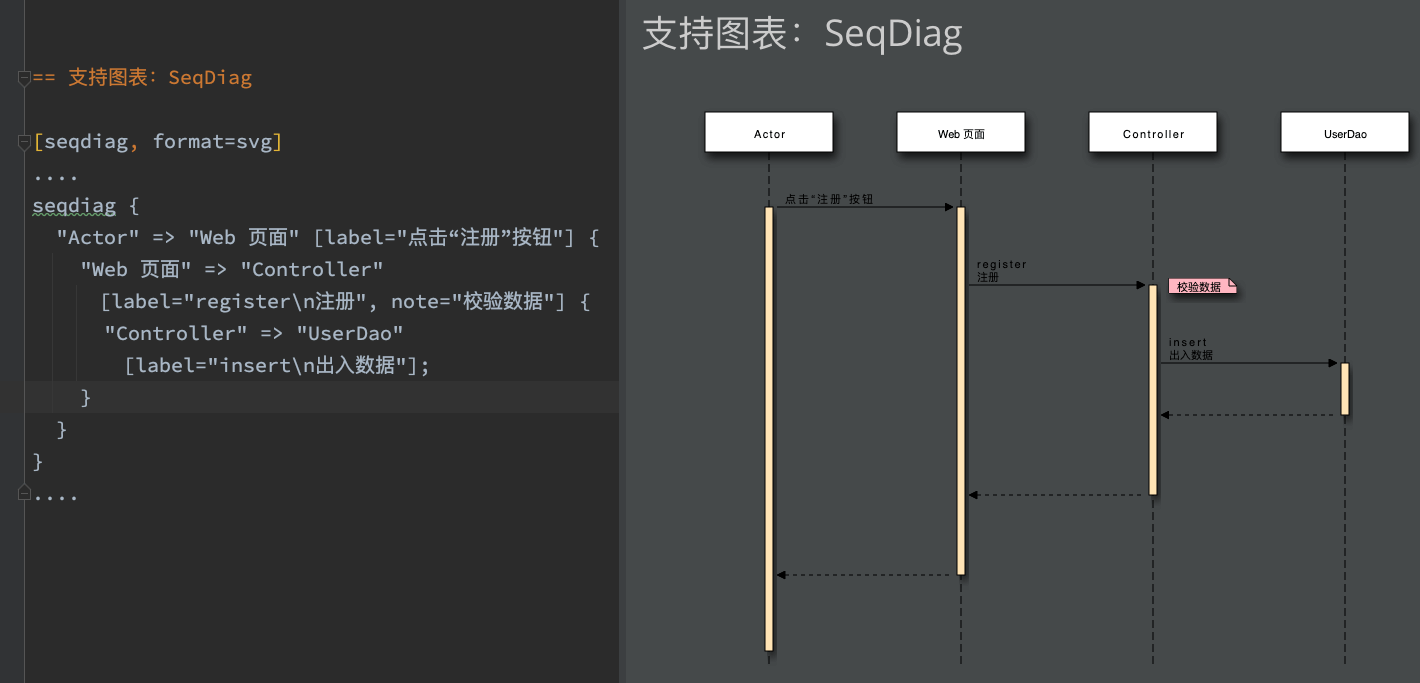 == 支持图表：SeqDiag
[seqdiag, format=svg]
....
seqdiag {
"Actor" => "Web 页面" [label="点击“注册”按钮"] {
"Web 页面" => "Controller"
[label="register\n注册", note="校验数据"] {
"Controller" => "UserDao"
[label="insert\n出入数据"];
}
}
}
....
支持图表：SeqDiag
Actor
Web 页面
Controller
UserDao
点击“注册”按钮
register
注册
校验数据
insert
出入数据